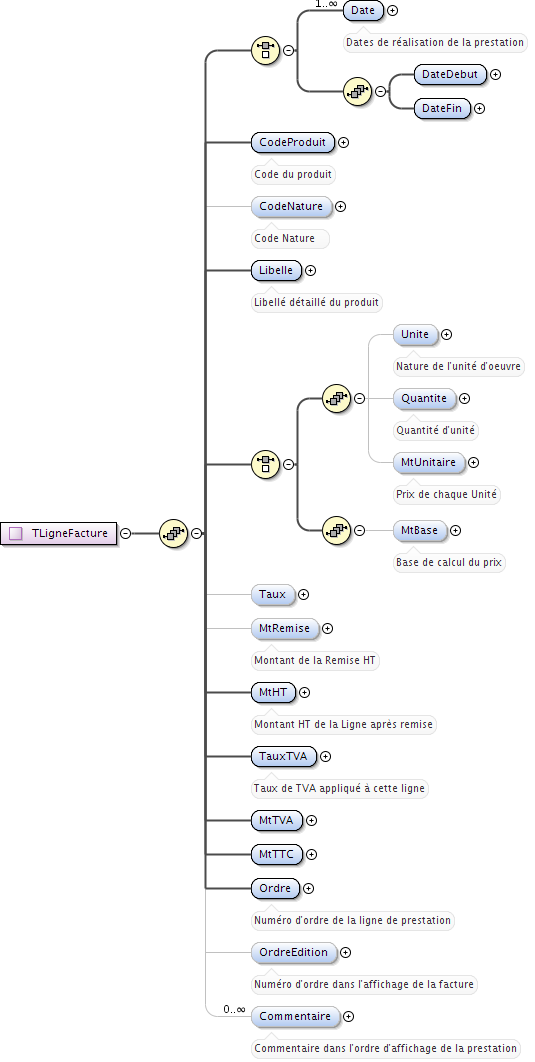 1..∞
Date
Dates de réalisation de la prestation
DateDebut
DateFin
CodeProduit
Code du produit
CodeNature
Code Nature
Libelle
Libellé détaillé du produit
Unite
Nature de l'unité d'oeuvre
Quantite
Quantité d'unité
MtUnitaire
Prix de chaque Unité
TLigneFacture
MtBase
Base de calcul du prix
Taux
MtRemise
Montant de la Remise HT
MtHT
Montant HT de la Ligne après remise
TauxTVA
Taux de TVA appliqué à cette ligne
MtTVA
MtTTC
Ordre
Numéro d'ordre de la ligne de prestation
OrdreEdition
Numéro d'ordre dans l'affichage de la facture
0..∞
Commentaire
Commentaire dans l'ordre d'affichage de la prestation